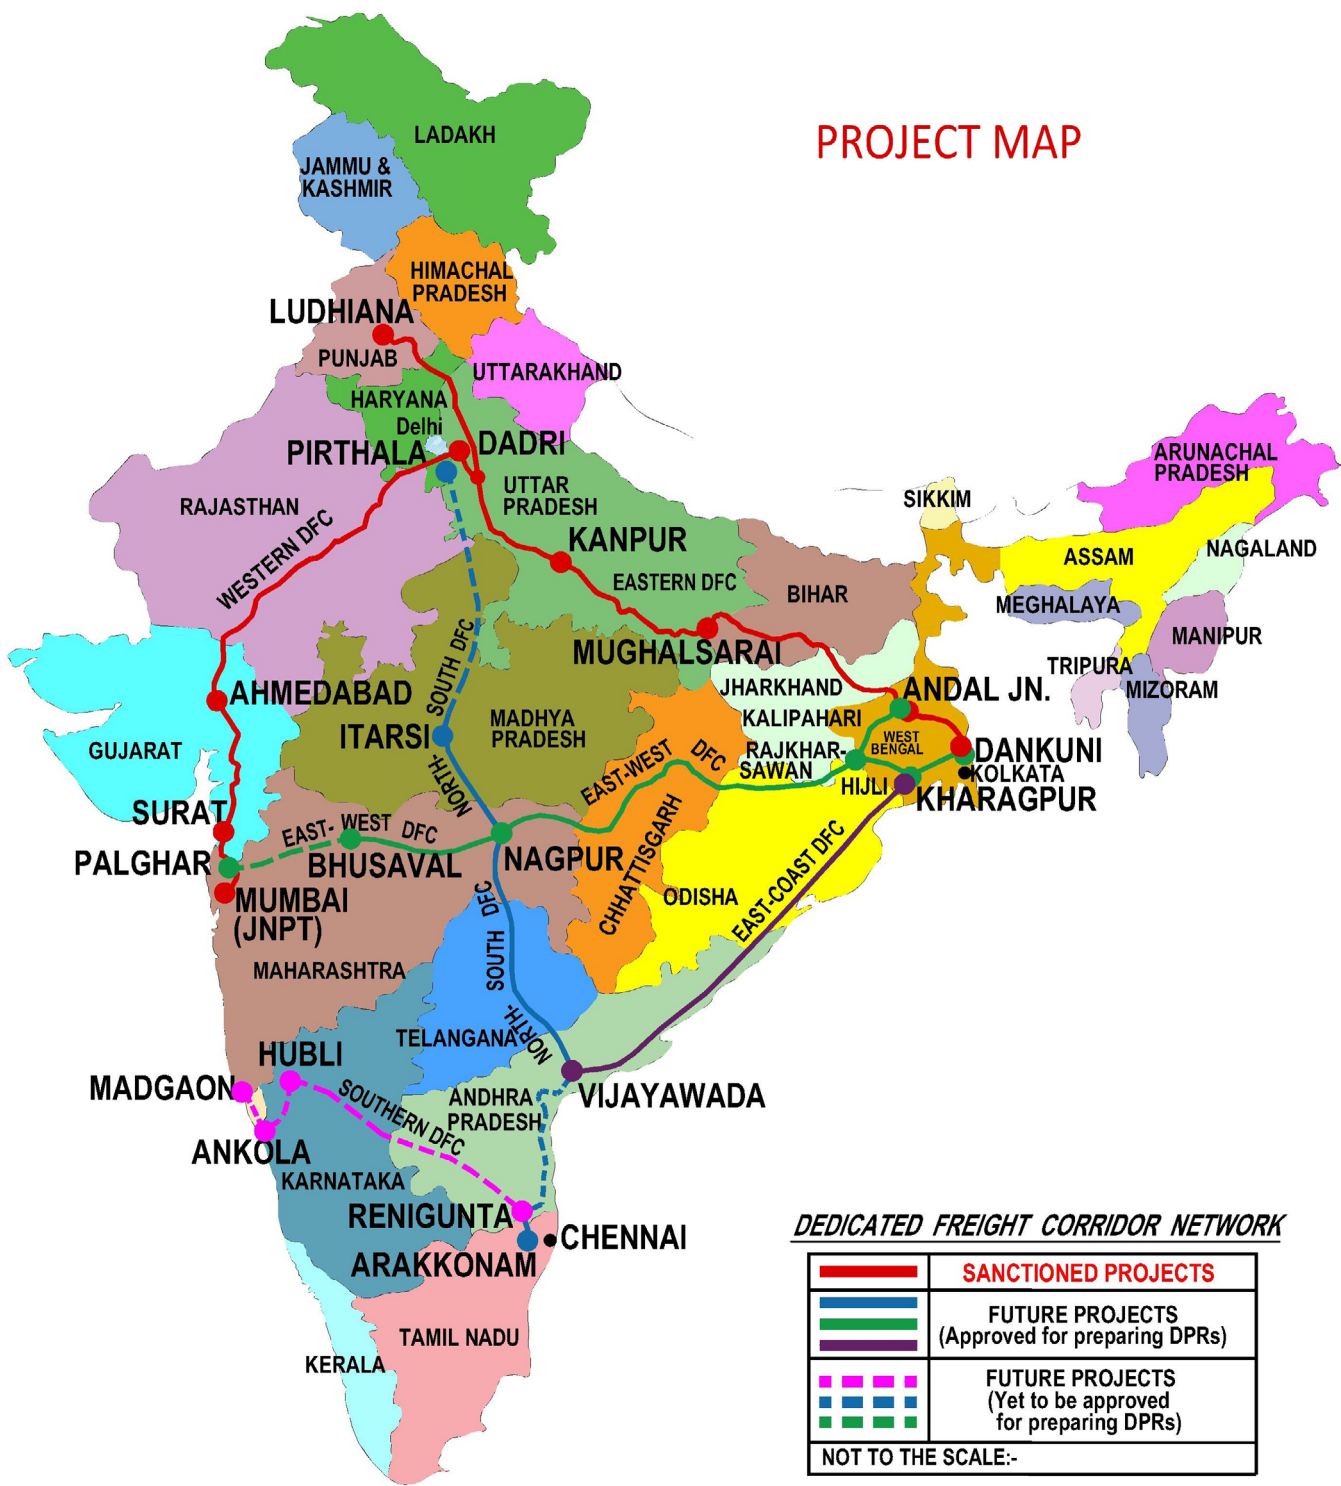 PROJECT MAP
LADAKH
JAMMU &
KASHMIR
HIMACHAL
PRADESH
LUDHIANA
PUNJAB
UTTARAKHAND
HARYANA
Delhi
PIRTHALA
DADRI
UTTAR
PRADESH
RAJASTHAN
WESTERN DFC
KANPUR
EASTERN DFC
BIHAR
SIKKIM
ARUNACHAL
PRADESH
ASSAM
NAGALAND
MEGHALAYA
MANIPUR
TRIPURA
MIZORAM
MUGHALSARAI
JHARKHAND
ANDAL JN.
KALIPAHARI
WEST
BENGAL
RAJKHAR-
SAWAN
DANKUNI
KOLKATA
HIJLI
KHARAGPUR
AHMEDABAD
GUJARAT
NORTH- SOUTH DFC
ITARSI
MADHYA
PRADESH
EAST-WEST DFC
SURAT
EAST- WEST DFC
PALGHAR
BHUSAVAL
NAGPUR
CHHATTISGARH
ODISHA
EAST-COAST DFC
MUMBAI
(JNPT)
MAHARASHTRA
NORTH- SOUTH DFC
TELANGANA
HUBLI
MADGAON
SOUTHERN DFC
ANDHRA
PRADESH
VIJAYAWADA
ANKOLA
KARNATAKA
RENIGUNTA
ARAKKONAM
CHENNAI
TAMIL NADU
KERALA
DEDICATED FREIGHT CORRIDOR NETWORK
SANCTIONED PROJECTS
FUTURE PROJECTS
(Approved for preparing DPRs)
FUTURE PROJECTS
(Yet to be approved
for preparing DPRs)
NOT TO THE SCALE:-